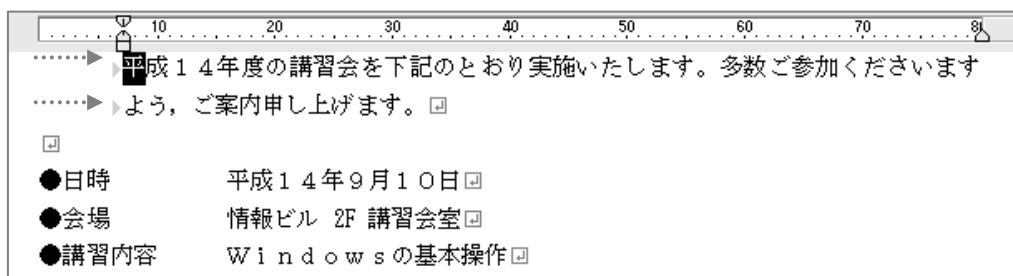 10 20 30 40 50 60 70 8
平成１４年度の講習会を下記のとおり実施いたします。多数ご参加くださいます
よう，ご案内申し上げます。
●日時 平成１４年９月１０日
●会場 情報ビル 2F 講習会室
●講習内容 Ｗｉｎｄｏｗｓの基本操作